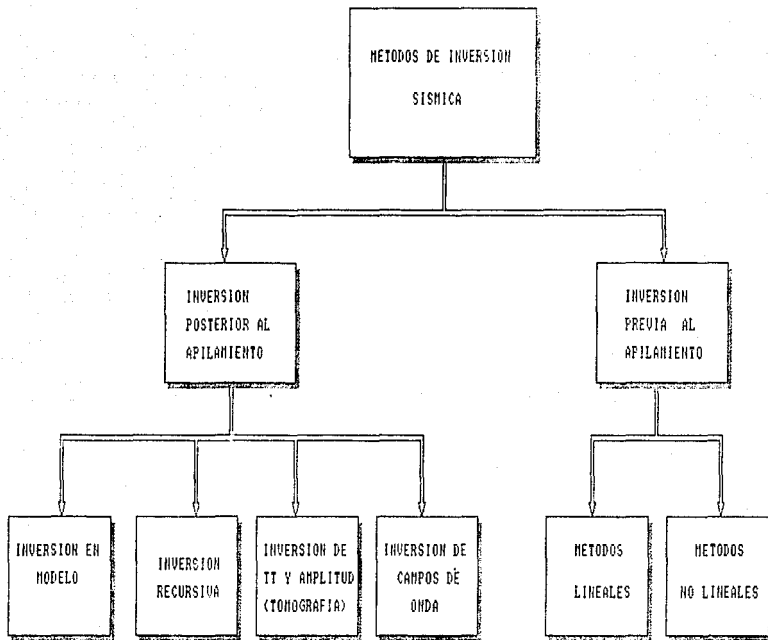 METODOS DE INVERSION
SISMICA
INVERSION
POSTERIOR AL
APILAMIENTO
INVERSION
PREVIA AL
APILAMIENTO
INVERSION EN
MODELO
INVERSION
RECURSIVA
INVERSION DE
TT Y AMPLITUD
(TOMOGRAFIA)
INVERSION DE
CAMPOS DE
ONDA
METODOS
LINEALES
METODOS
NO LINEALES